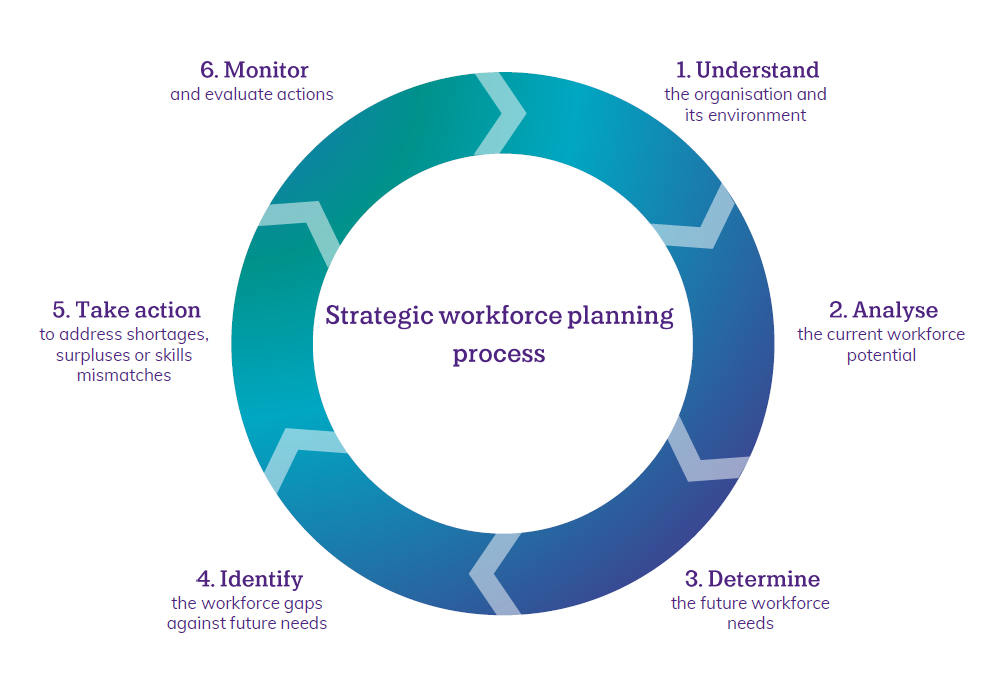 Strategic workforce planning
process
1. Understand
the organisation and
its environment
2. Analyse
the current workforce
potential
3. Determine
the future workforce
needs
4. Identify
the workforce gaps
against future needs
5. Take action
to address shortages,
surpluses or skills
mismatches
6. Monitor
and evaluate actions